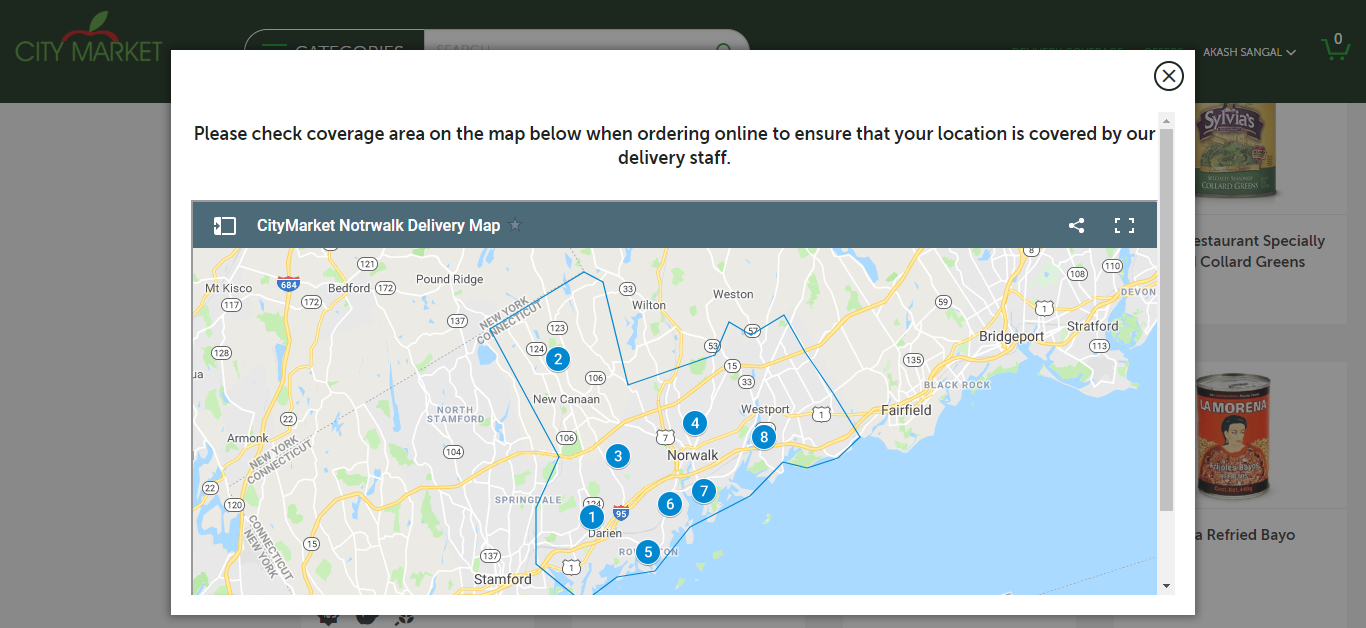 CITY MARKET
CATEGORIES
SEARCH
AKASH SANGAL
0
Please check coverage area on the map below when ordering online to ensure that your location is covered by our
delivery staff.
CityMarket Notrwalk Delivery Map
Mt Kisco
684
117
172
121
Bedford
172
Pound Ridge
137
NEW YORK
CONNECTICUT
123
124
2
33
Wilton
Weston
53
57
15
33
59
8
108
110
DEVON
1
Stratford
113
Bridgeport
135
BLACK ROCK
Fairfield
128
ua
22
Armonk
NEW YORK
CONNECTICUT
22
120
CONNECTICUT
NEW YORK
15
NORTH
STAMFORD
104
106
New Canaan
106
3
4
7
Norwalk
Westport
8
1
SPRINGDALE
124
1
95
Darien
6
7
5
137
Stamford
1
Sylvia's
SPECIALLY SEASONED
COLLARD GREENS
estaurant Specially
Collard Greens
LA MORENA
a Refried Bayo